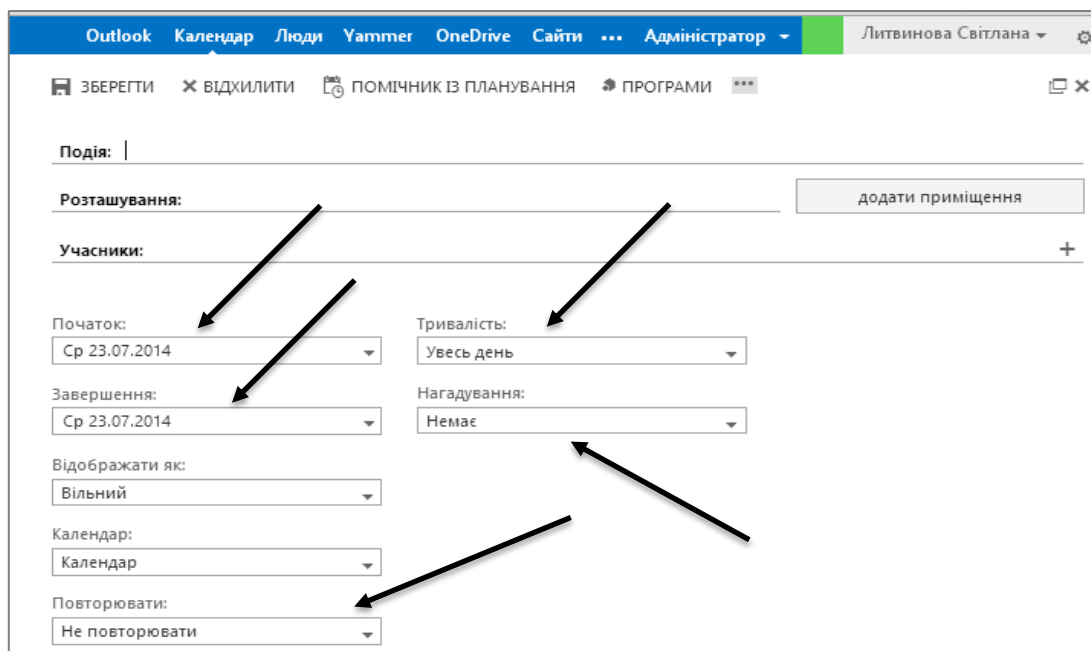 Outlook Календар Люди Yammer OneDrive Сайти ••• Адміністратор Литвинова Світлана
ЗБЕРЕГТИ ВІДХИЛИТИ ПОМІЧНИК ІЗ ПЛАНУВАННЯ ПРОГРАМИ •••
Подія:
Розташування: додати приміщення
Учасники: +
Початок: Тривалість:
Ср 23.07.2014 Увесь день
Завершення: Нагадування:
Ср 23.07.2014 Немає
Відображати як:
Вільний
Календар:
Календар
Повторювати:
Не повторювати